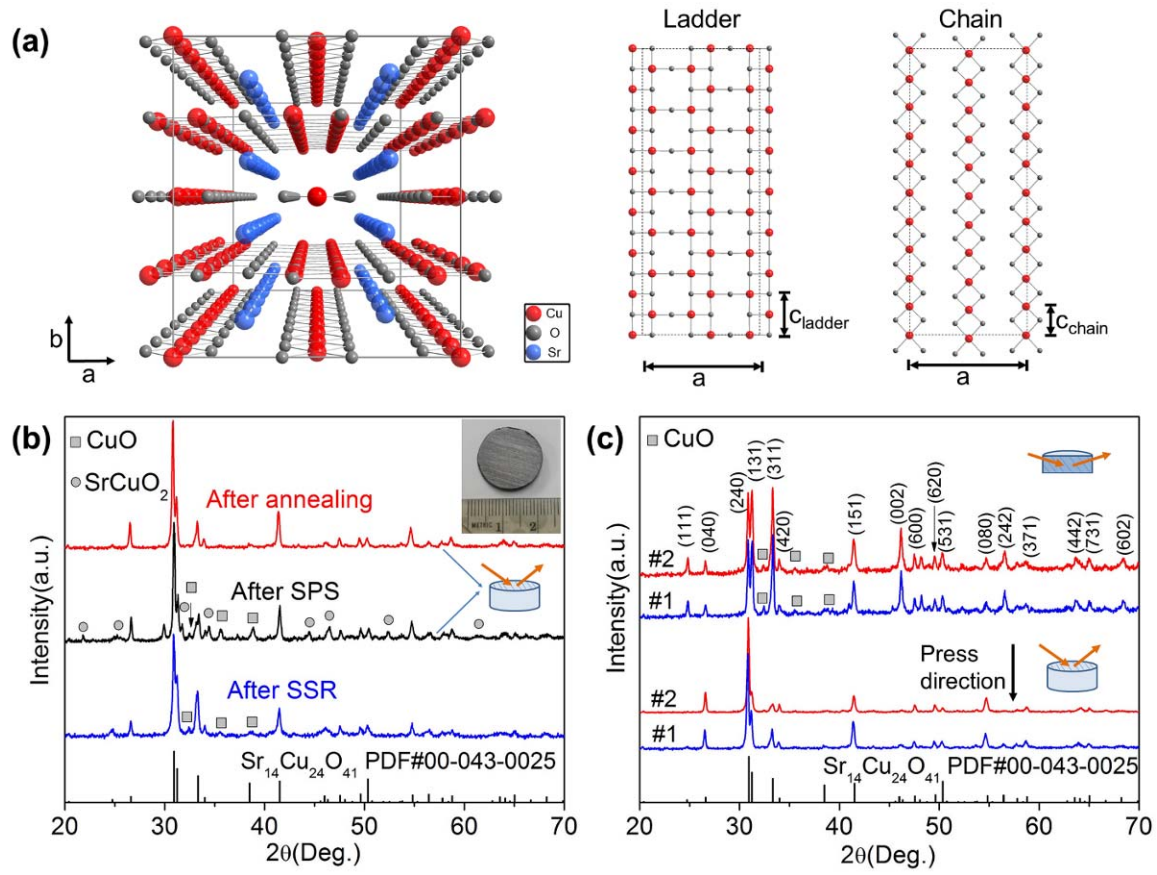 (a)
b
a
Cu
O
Sr
Ladder
c_ladder
a
Chain
c_chain
a
(b)
CuO
SrCuO₂
After annealing
METRIC 1 2
After SPS
After SSR
Sr₁₄Cu₂₄O₄₁ PDF#00-043-0025
Intensity(a.u.)
20 30 40 50 60 70
2θ(Deg.)
(c)
CuO
(111)
(040)
(240)
(131)
(311)
(420)
(151)
(002)
(600)
(620)
(531)
(080)
(242)
(371)
(442)
(731)
(602)
#2
#1
Press
direction
#2
#1
Sr₁₄Cu₂₄O₄₁ PDF#00-043-0025
Intensity(a.u.)
20 30 40 50 60 70
2θ(Deg.)